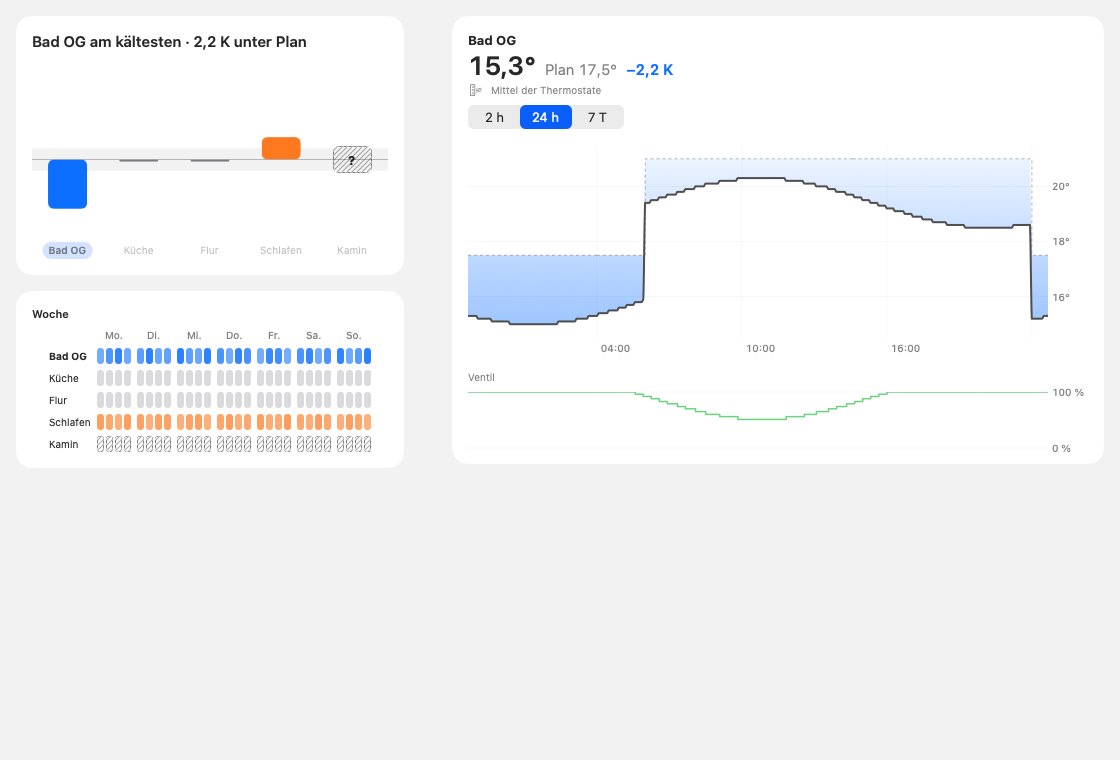 Bad OG am kältesten · 2,2 K unter Plan
?
Bad OG Küche Flur Schlafen Kamin
Woche
Mo. Di. Mi. Do. Fr. Sa. So.
Bad OG
Küche
Flur
Schlafen
Kamin
Bad OG
15,3° Plan 17,5° −2,2 K
Mittel der Thermostate
2 h 24 h 7 T
20°
18°
16°
04:00 10:00 16:00
Ventil
100 %
0 %